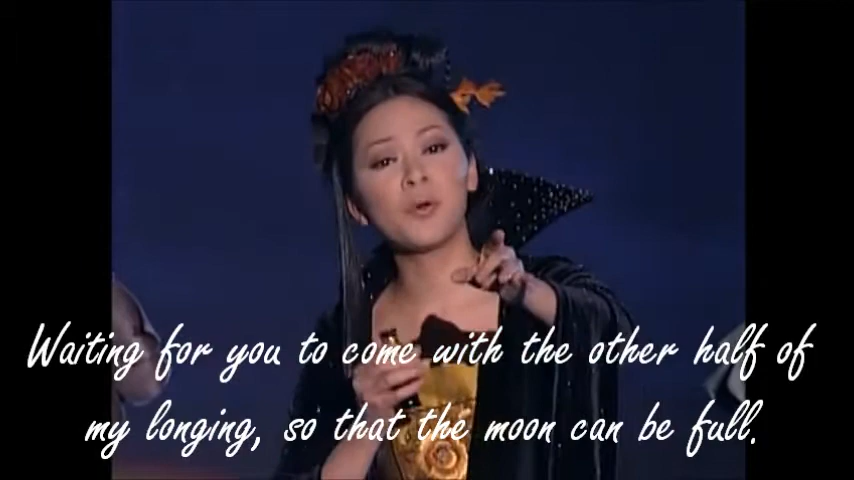 Waiting for you to come with the other half of
my longing, so that the moon can be full.